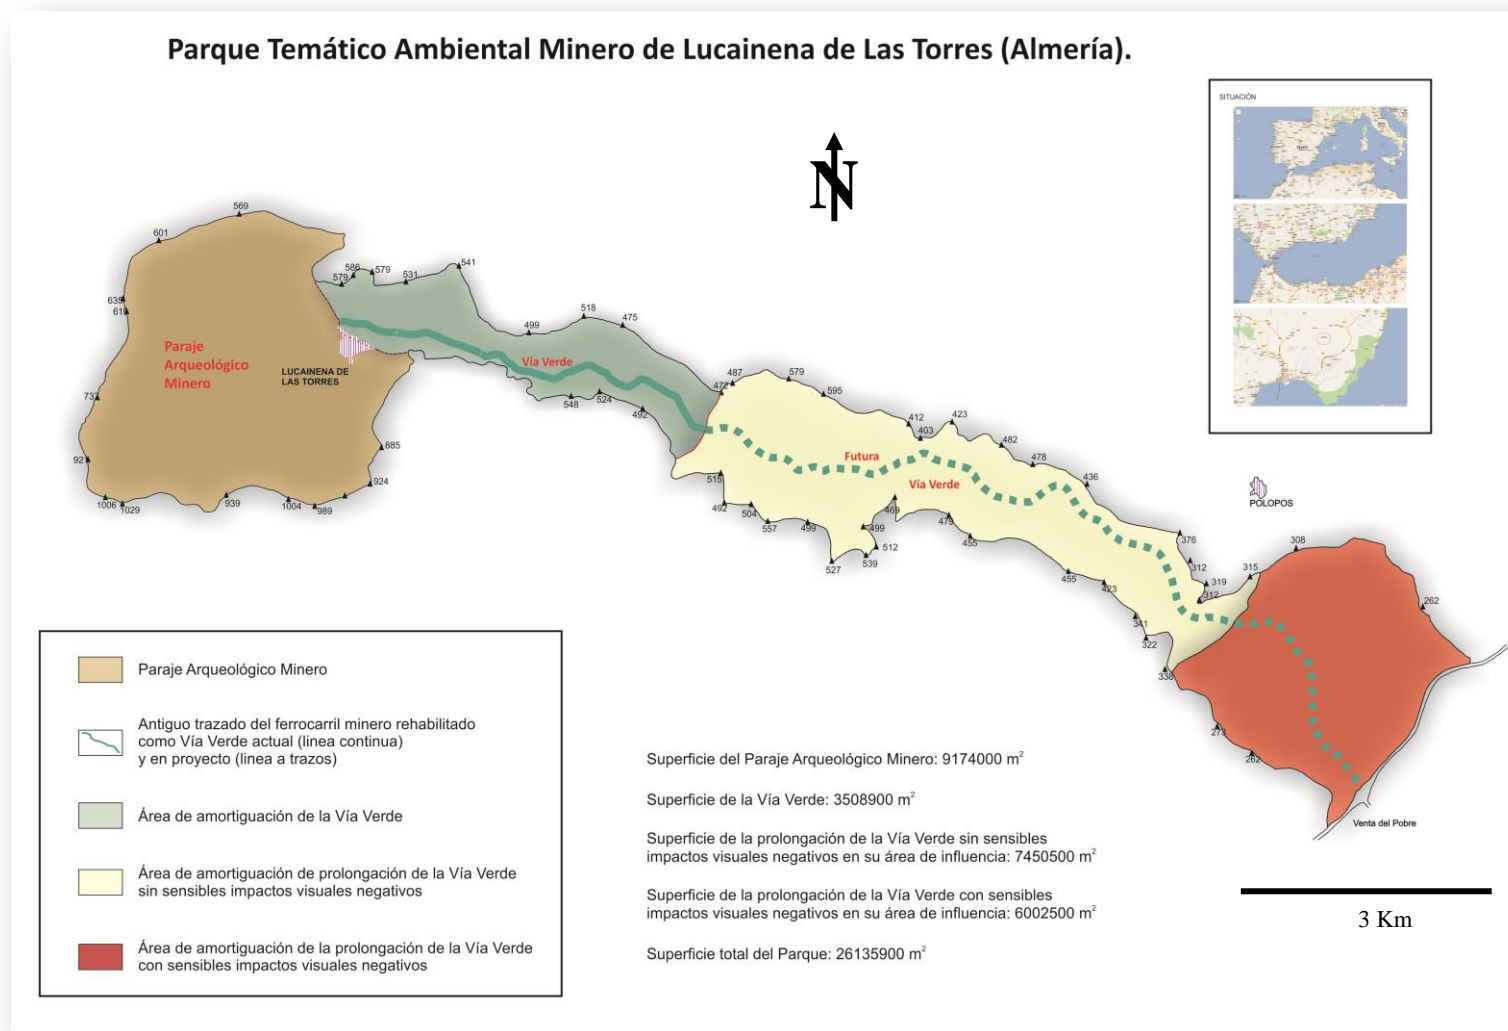 Parque Temático Ambiental Minero de Lucainena de Las Torres (Almería).
SITUACIÓN
N
569
601
541
586
579
579
531
635
518
475
499
Paraje
Arqueológico
Minero
LUCAINENA DE
LAS TORRES
Vía Verde
487
579
472
595
548
524
492
412
423
403
482
885
478
Futura
Vía Verde
436
924
515
1006
1029
939
1004
989
492
504
557
499
469
479
499
512
539
527
455
455
423
POLOPOS
376
308
312
315
319
312
262
341
322
338
273
262
Venta del Pobre
3 Km
Paraje Arqueológico Minero
Antiguo trazado del ferrocarril minero rehabilitado
como Vía Verde actual (linea continua)
y en proyecto (linea a trazos)
Área de amortiguación de la Vía Verde
Área de amortiguación de prolongación de la Vía Verde
sin sensibles impactos visuales negativos
Área de amortiguación de la prolongación de la Vía Verde
con sensibles impactos visuales negativos
Superficie del Paraje Arqueológico Minero: 9174000 m²
Superficie de la Vía Verde: 3508900 m²
Superficie de la prolongación de la Vía Verde sin sensibles
impactos visuales negativos en su área de influencia: 7450500 m²
Superficie de la prolongación de la Vía Verde con sensibles
impactos visuales negativos en su área de influencia: 6002500 m²
Superficie total del Parque: 26135900 m²